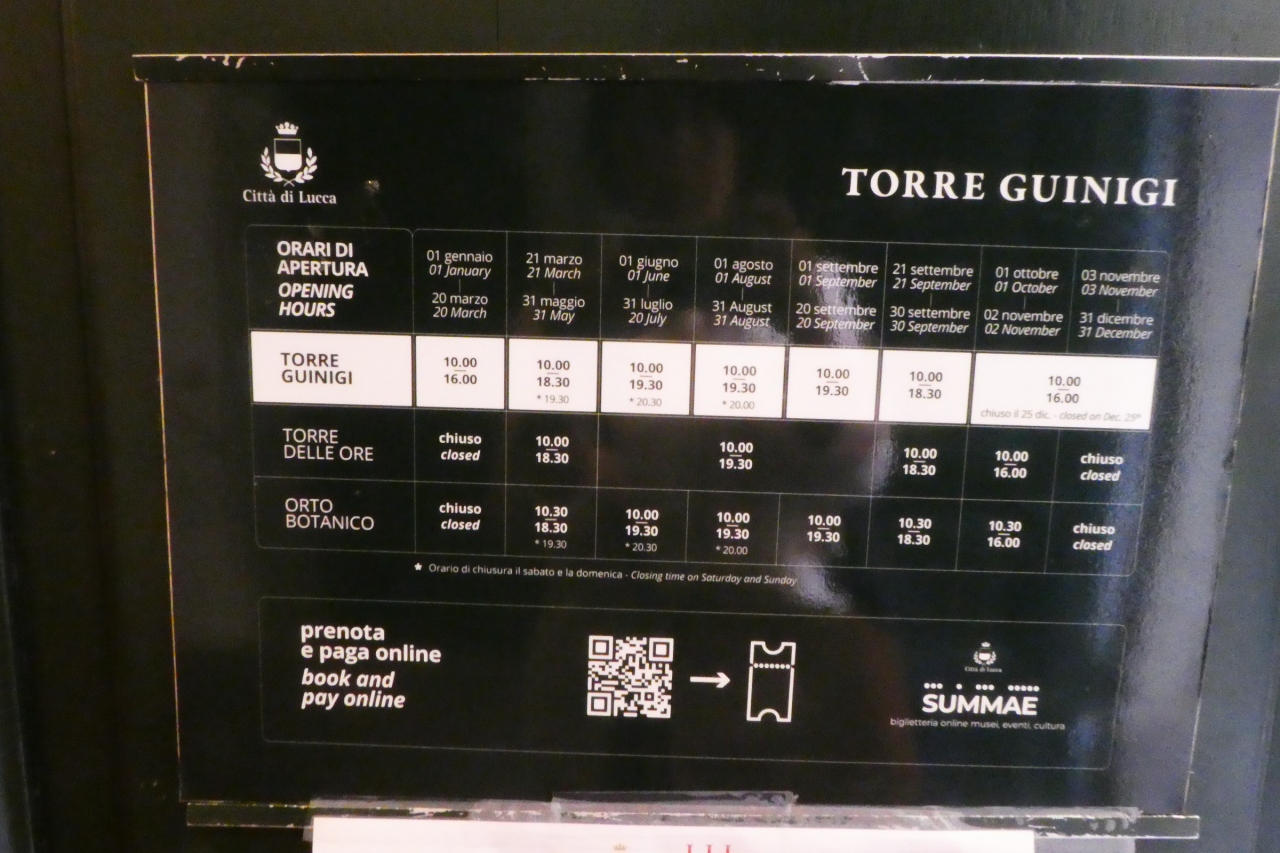 Città di Lucca
TORRE GUINIGI
ORARI DI
APERTURA
OPENING
HOURS
01 gennaio
01 January
20 marzo
20 March
21 marzo
21 March
31 maggio
31 May
01 giugno
01 June
31 luglio
20 July
01 agosto
01 August
31 August
31 August
01 settembre
01 September
20 settembre
20 September
21 settembre
21 September
30 settembre
30 September
01 ottobre
01 October
02 novembre
02 November
03 novembre
03 November
31 dicembre
31 December
TORRE
GUINIGI
10.00
16.00
10.00
18.30
* 19.30
10.00
19.30
* 20.30
10.00
19.30
* 20.00
10.00
19.30
10.00
18.30
10.00
16.00
chiuso il 25 dic. - closed on Dec. 25th
TORRE
DELLE ORE
chiuso
closed
10.00
18.30
10.00
19.30
10.00
18.30
10.00
16.00
chiuso
closed
ORTO
BOTANICO
chiuso
closed
10.30
18.30
* 19.30
10.00
19.30
* 20.30
10.00
19.30
* 20.00
10.00
19.30
10.30
18.30
10.30
16.00
chiuso
closed
* Orario di chiusura il sabato e la domenica - Closing time on Saturday and Sunday
prenota
e paga online
book and
pay online
Città di Lucca
SUMMAE
biglietteria online musei, eventi, cultura